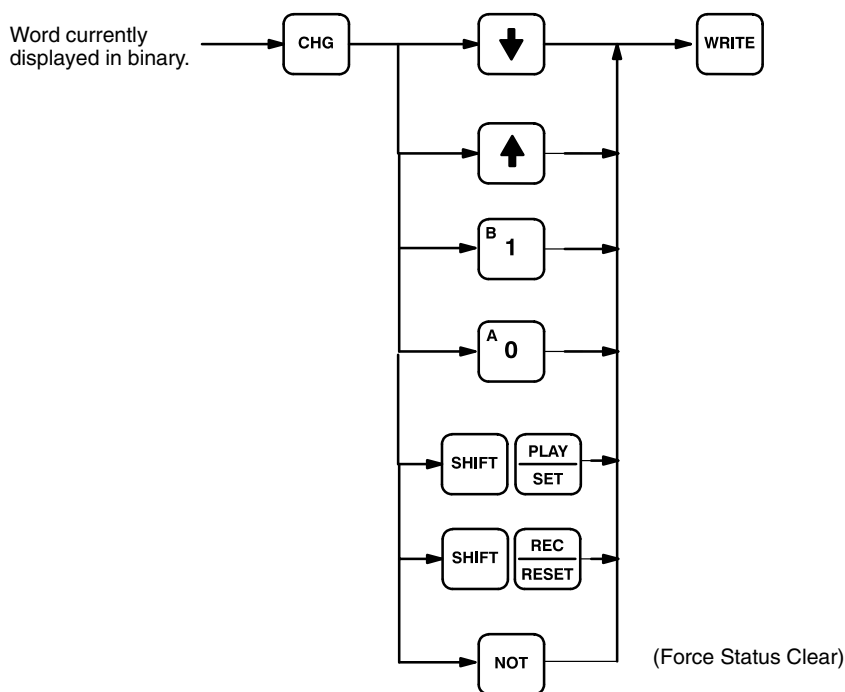 Word currently
displayed in binary.
CHG
WRITE
B
1
A
0
SHIFT
PLAY
SET
SHIFT
REC
RESET
NOT
(Force Status Clear)